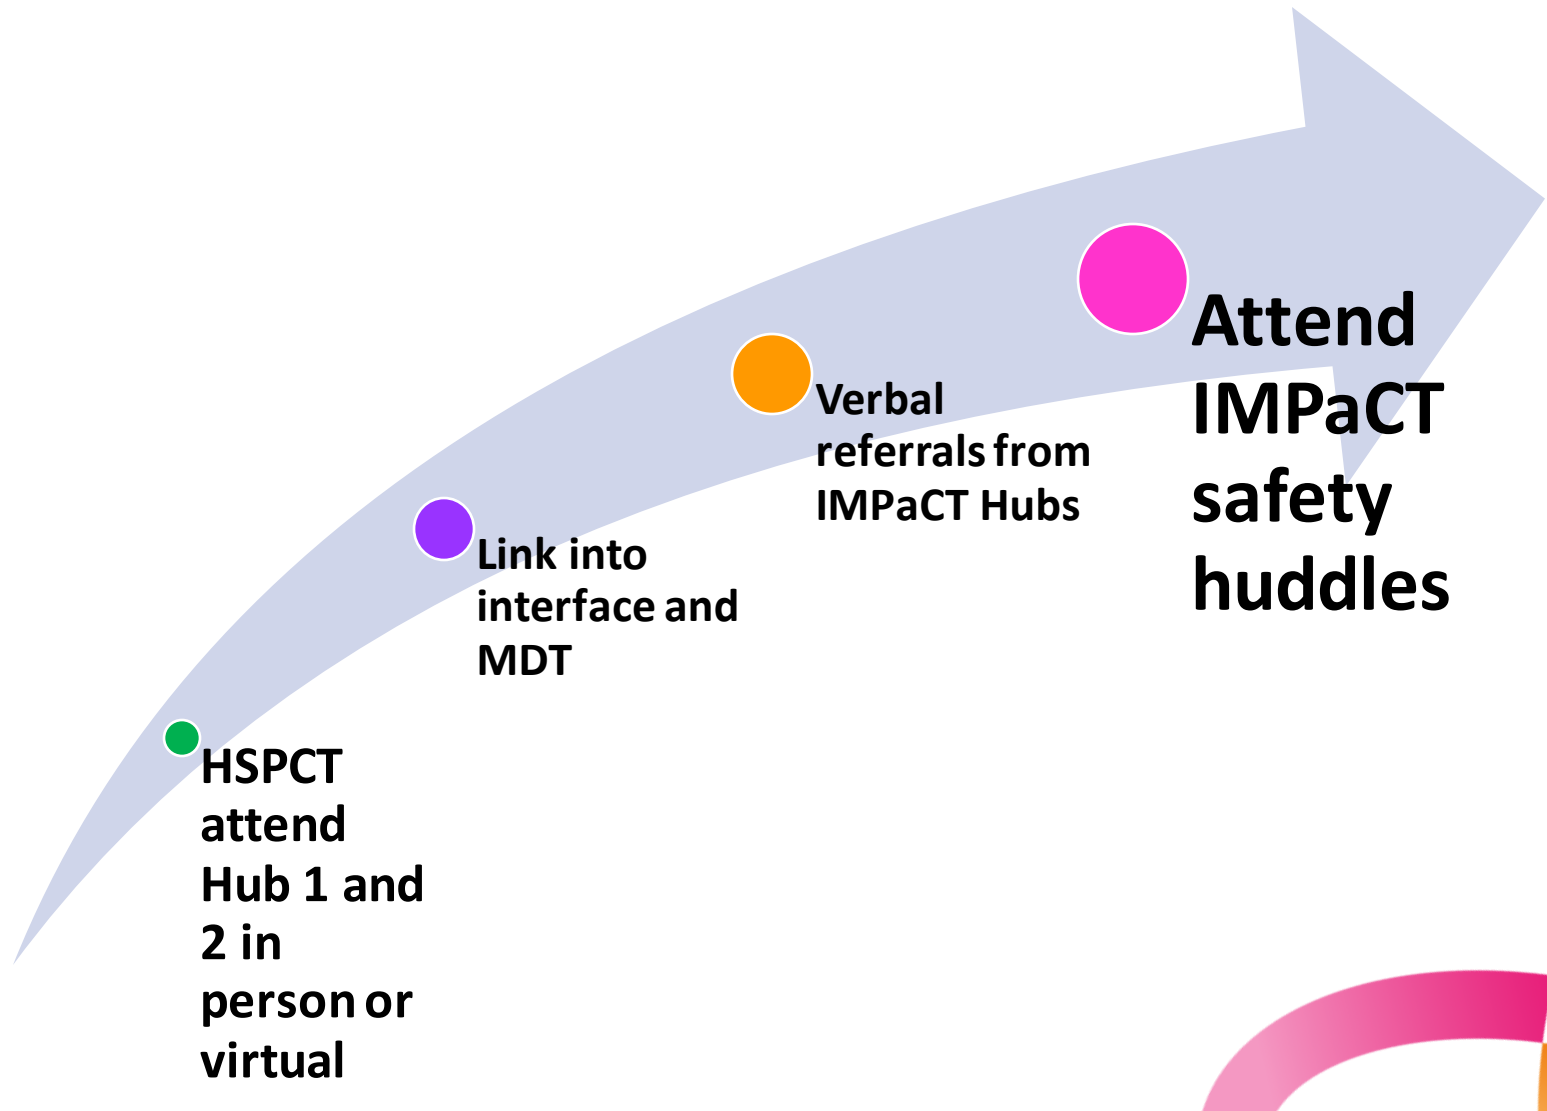 HSPCT
attend
Hub 1 and
2 in
person or
virtual
Link into
interface and
MDT
Verbal
referrals from
IMPaCT Hubs
Attend
IMPaCT
safety
huddles